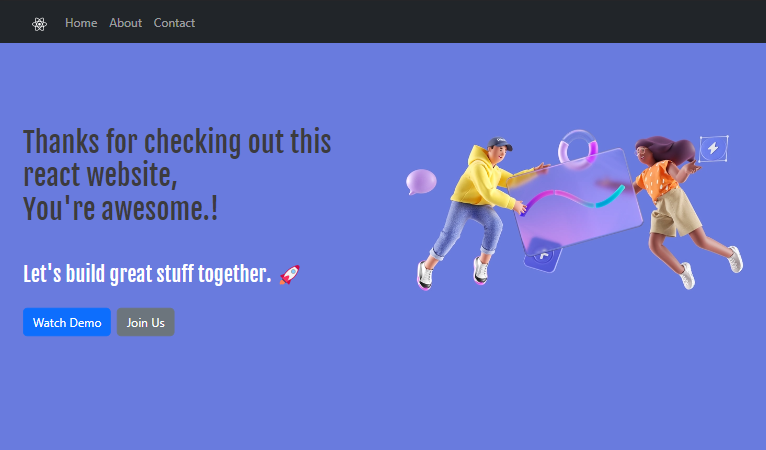 Home About Contact
Thanks for checking out this
react website,
You're awesome.!
Let's build great stuff together. 🚀
Watch Demo Join Us